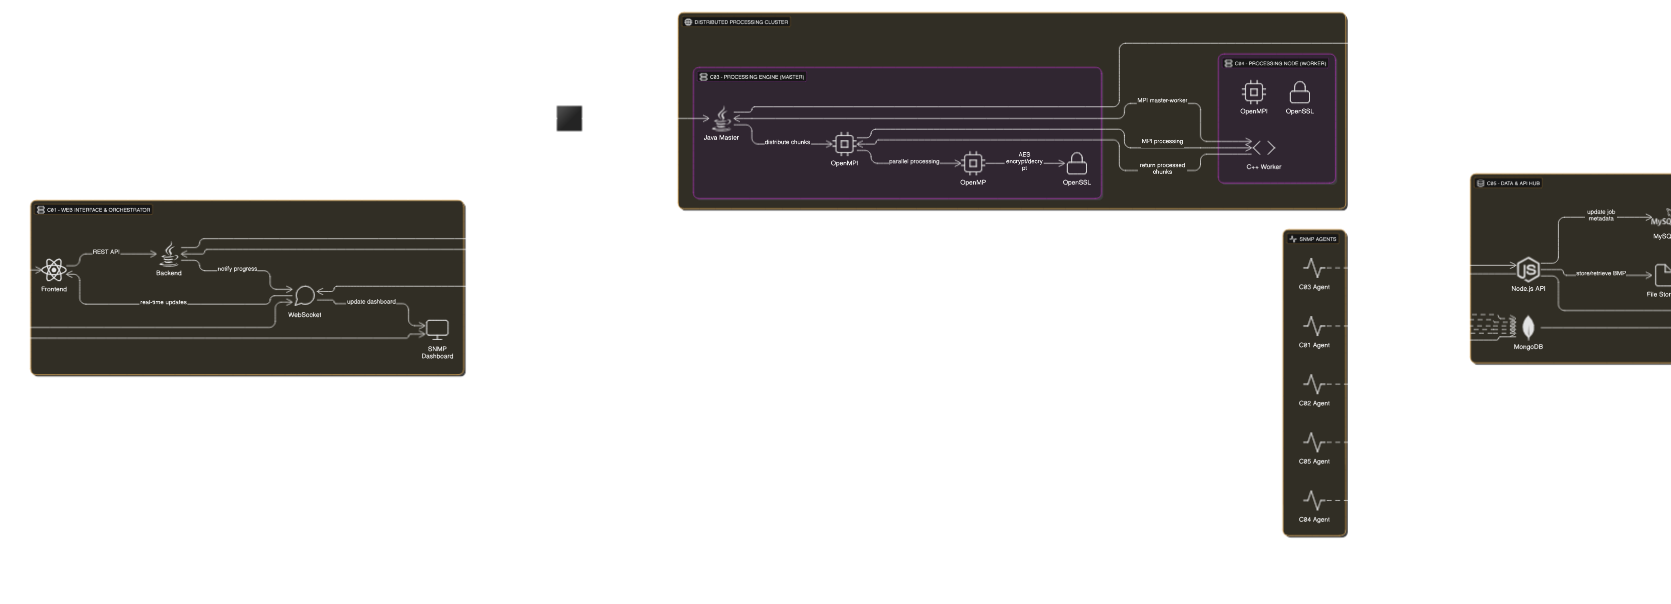 DISTRIBUTED PROCESSING CLUSTER
C03 - PROCESSING ENGINE (MASTER)
Java Master
distribute chunks
OpenMPI
parallel processing
OpenMP
AES
encrypt/decry
pt
OpenSSL
MPI master-worker
MPI processing
return processed
chunks
C04 - PROCESSING NODE (WORKER)
OpenMPI
OpenSSL
C++ Worker
C01 - WEB INTERFACE & ORCHESTRATOR
REST API
Backend
Frontend
notify progress
real-time updates
WebSocket
update dashboard
SNMP
Dashboard
SNMP AGENTS
C03 Agent
C01 Agent
C02 Agent
C05 Agent
C04 Agent
C05 - DATA & API HUB
update job
metadata
MySQ
MySQ
Node.js API
store/retrieve BMP
File Stor
MongoDB